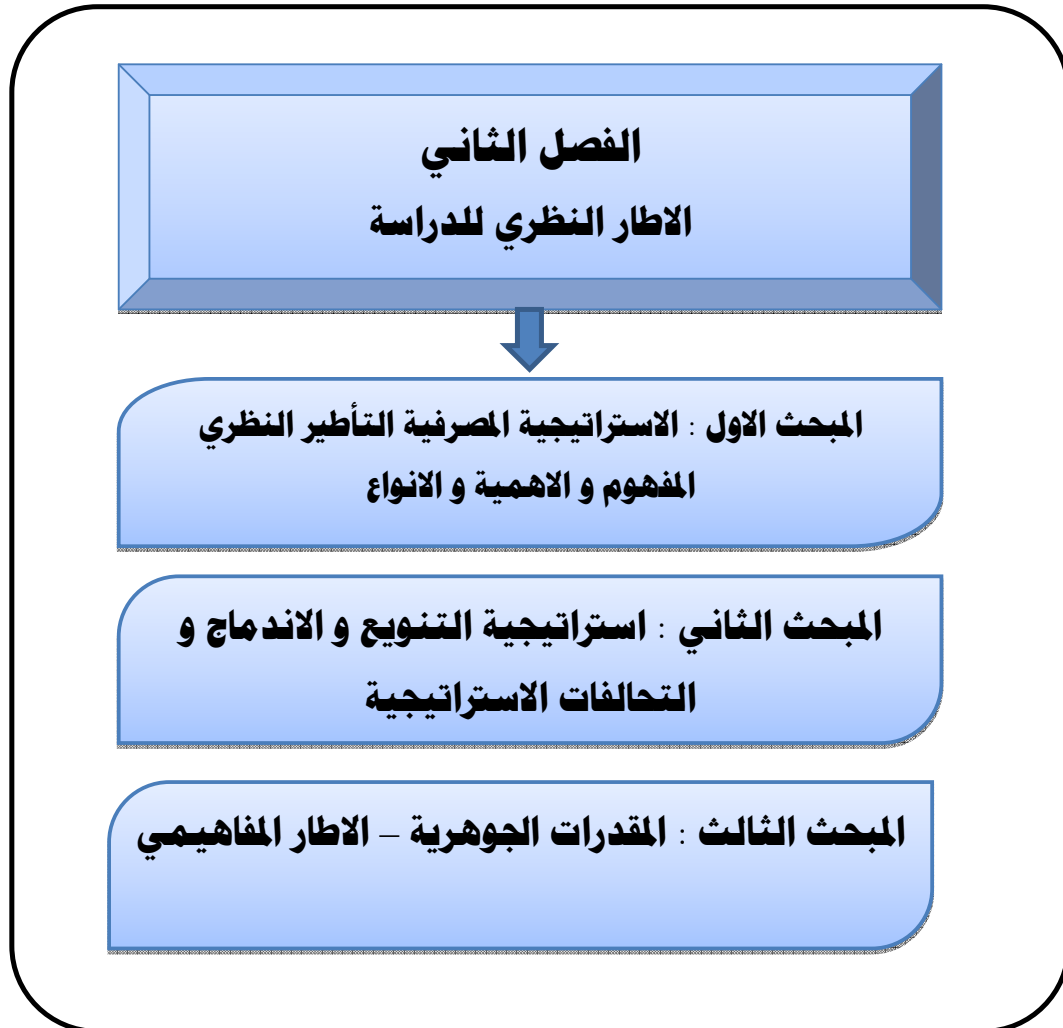 الفصل الثاني
الاطار النظري للدراسة
المبحث الاول : الاستراتيجية المصرفية التأطير النظري
المفهوم و الاهمية و الانواع
المبحث الثاني : استراتيجية التنويع و الاندماج و
التحالفات الاستراتيجية
المبحث الثالث : المقدرات الجوهرية – الاطار المفاهيمي